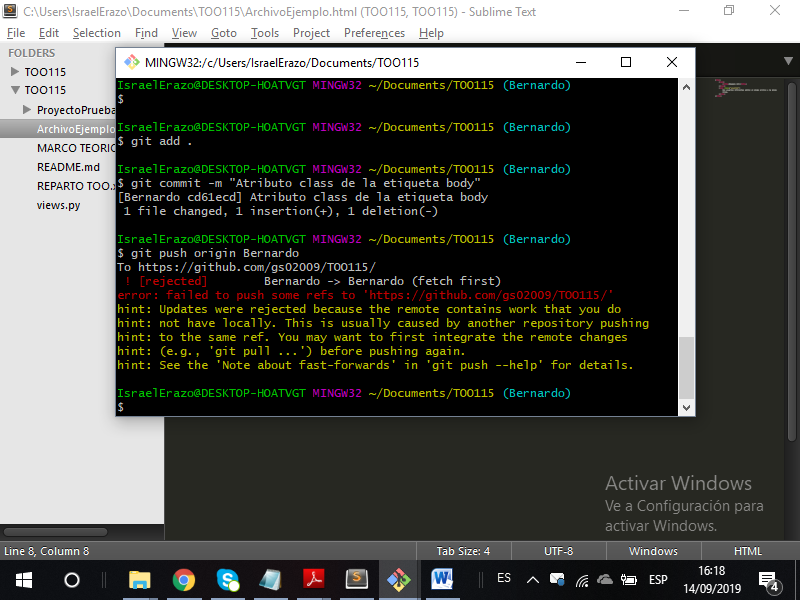 C:\Users\IsraelErazo\Documents\TOO115\ArchivoEjemplo.html (TOO115, TOO115) - Sublime Text
File Edit Selection Find View Goto Tools Project Preferences Help
FOLDERS
TOO115
TOO115
ProyectoPrueba
ArchivoEjemplo
MARCO TEORIC
README.md
REPARTO TOO.x
views.py
MINGW32:/c/Users/IsraelErazo/Documents/TOO115
IsraelErazo@DESKTOP-HOATVGT MINGW32 ~/Documents/TOO115 (Bernardo)
$
IsraelErazo@DESKTOP-HOATVGT MINGW32 ~/Documents/TOO115 (Bernardo)
$ git add .
IsraelErazo@DESKTOP-HOATVGT MINGW32 ~/Documents/TOO115 (Bernardo)
$ git commit -m "Atributo class de la etiqueta body"
[Bernardo cd61ecd] Atributo class de la etiqueta body
1 file changed, 1 insertion(+), 1 deletion(-)
IsraelErazo@DESKTOP-HOATVGT MINGW32 ~/Documents/TOO115 (Bernardo)
$ git push origin Bernardo
To https://github.com/gs02009/TOO115/
! [rejected] Bernardo -> Bernardo (fetch first)
error: failed to push some refs to 'https://github.com/gs02009/TOO115/'
hint: Updates were rejected because the remote contains work that you do
hint: not have locally. This is usually caused by another repository pushing
hint: to the same ref. You may want to first integrate the remote changes
hint: (e.g., 'git pull ...') before pushing again.
hint: See the 'Note about fast-forwards' in 'git push --help' for details.
IsraelErazo@DESKTOP-HOATVGT MINGW32 ~/Documents/TOO115 (Bernardo)
$
Activar Windows
Ve a Configuración para
activar Windows.
Line 8, Column 8 Tab Size: 4 UTF-8 Windows HTML
ES ESP 16:18
14/09/2019
4